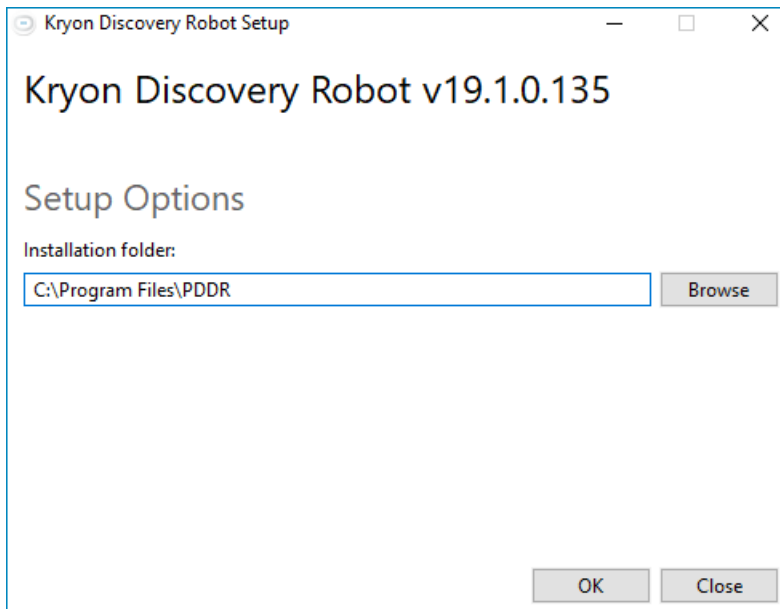 Kryon Discovery Robot Setup
Kryon Discovery Robot v19.1.0.135
Setup Options
Installation folder:
C:\Program Files\PDDR Browse
OK Close